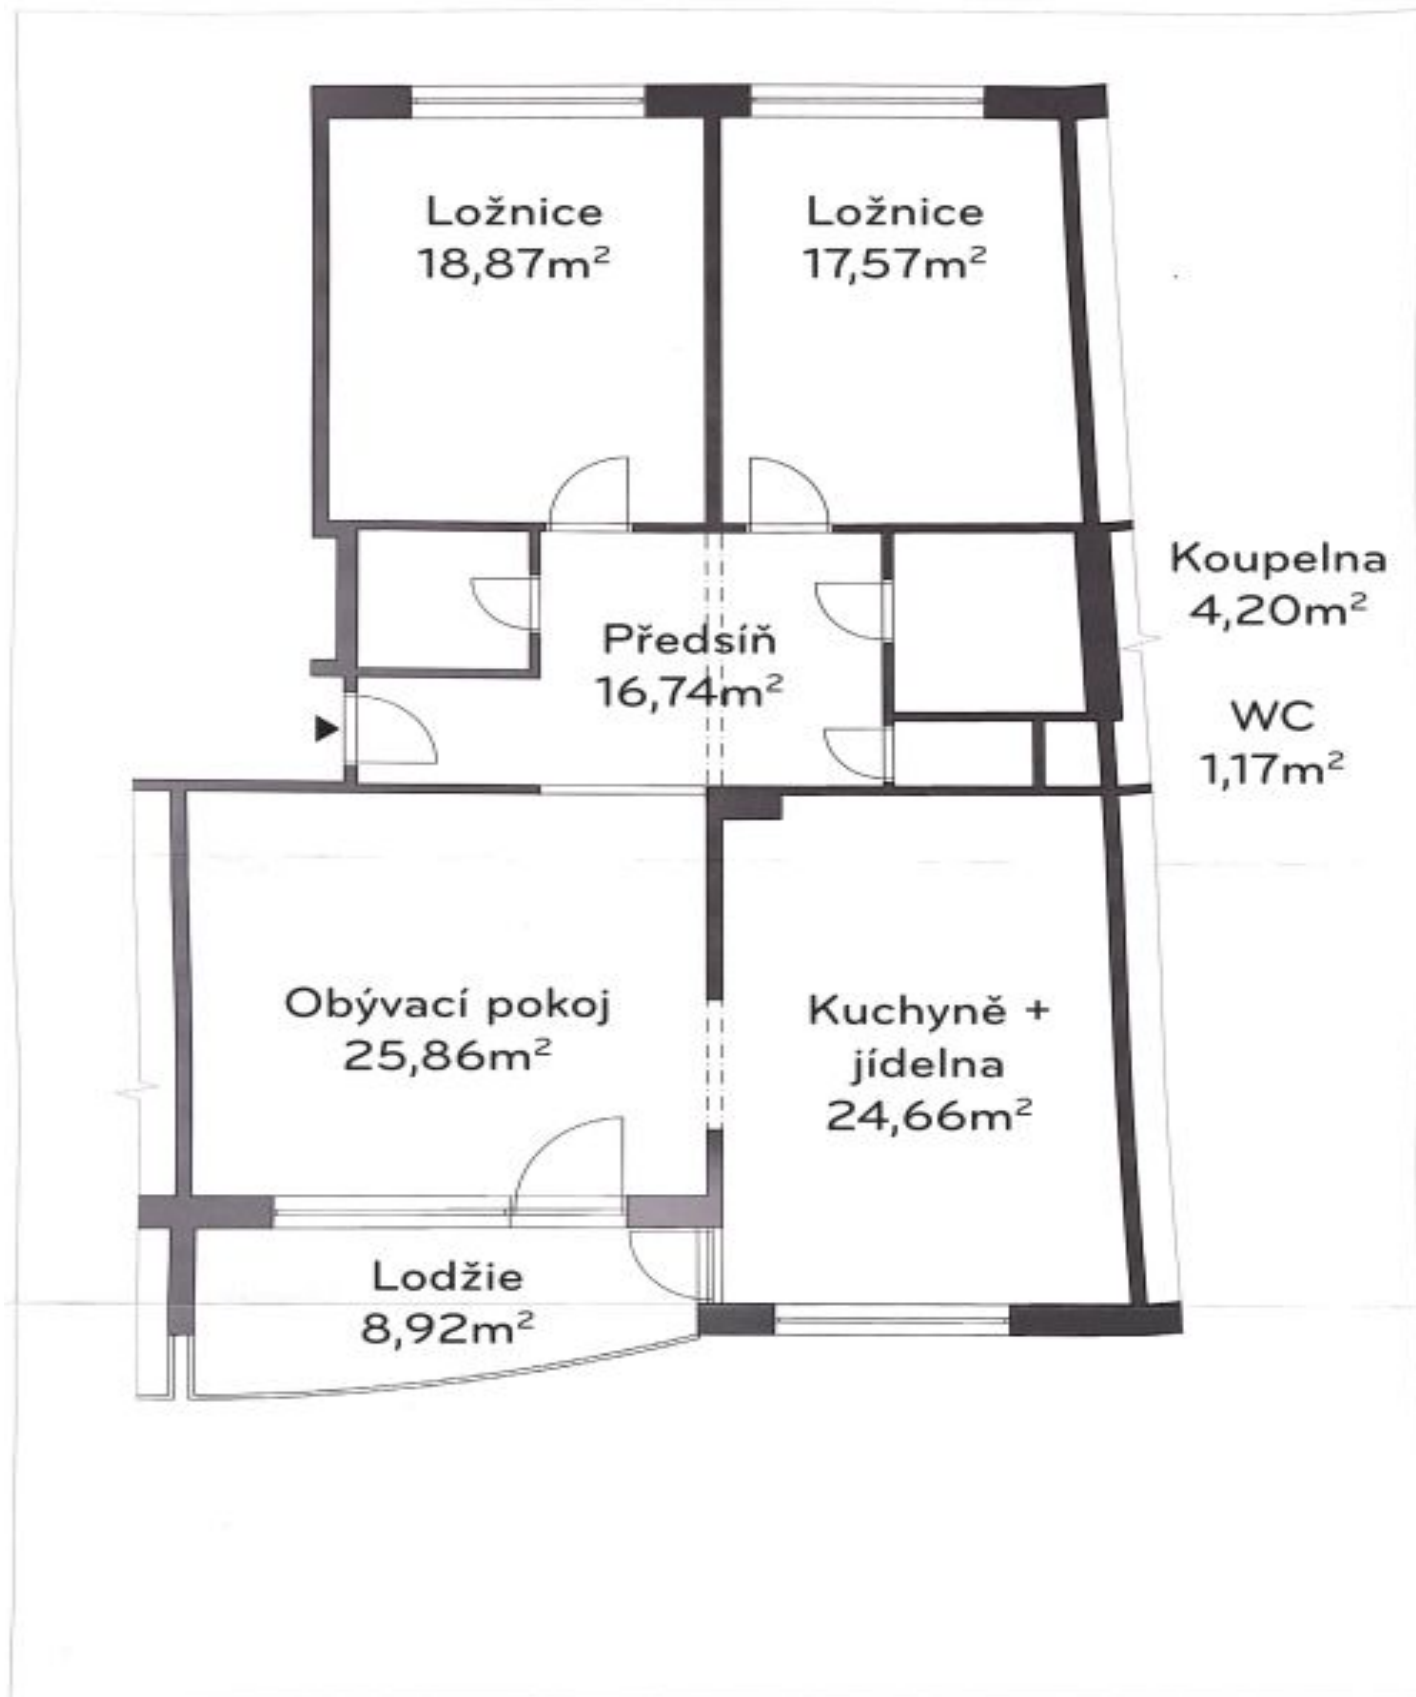 Ložnice
18,87m²
Ložnice
17,57m²
Koupelna
4,20m²
Předsíň
16,74m²
WC
1,17m²
Obývací pokoj
25,86m²
Kuchyně +
jídelna
24,66m²
Lodžie
8,92m²